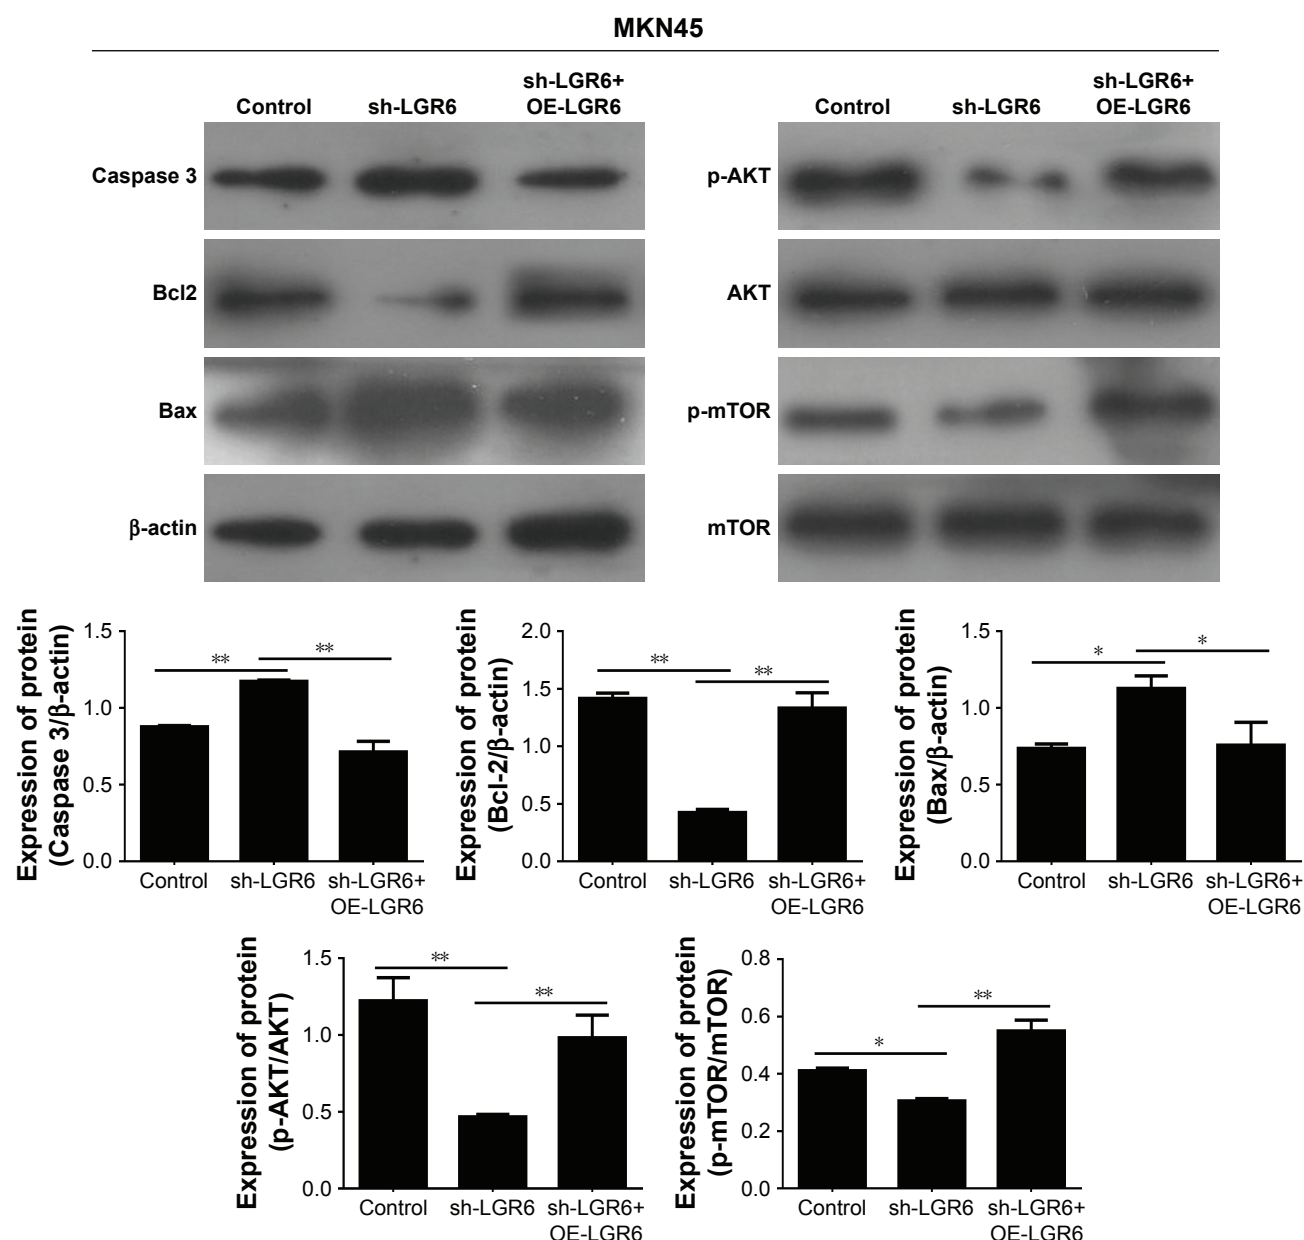 MKN45
Control sh-LGR6 sh-LGR6+
OE-LGR6
Caspase 3
Bcl2
Bax
β-actin
Control sh-LGR6 sh-LGR6+
OE-LGR6
p-AKT
AKT
p-mTOR
mTOR
Expression of protein
(Caspase 3/β-actin)
1.5
1.0
0.5
0.0
**
**
Control sh-LGR6 sh-LGR6+
OE-LGR6
Expression of protein
(Bcl-2/β-actin)
2.0
1.5
1.0
0.5
0.0
**
**
Control sh-LGR6 sh-LGR6+
OE-LGR6
Expression of protein
(Bax/β-actin)
1.5
1.0
0.5
0.0
*
*
Control sh-LGR6 sh-LGR6+
OE-LGR6
Expression of protein
(p-AKT/AKT)
1.5
1.0
0.5
0.0
**
**
Control sh-LGR6 sh-LGR6+
OE-LGR6
Expression of protein
(p-mTOR/mTOR)
0.8
0.6
0.4
0.2
0.0
*
**
Control sh-LGR6 sh-LGR6+
OE-LGR6